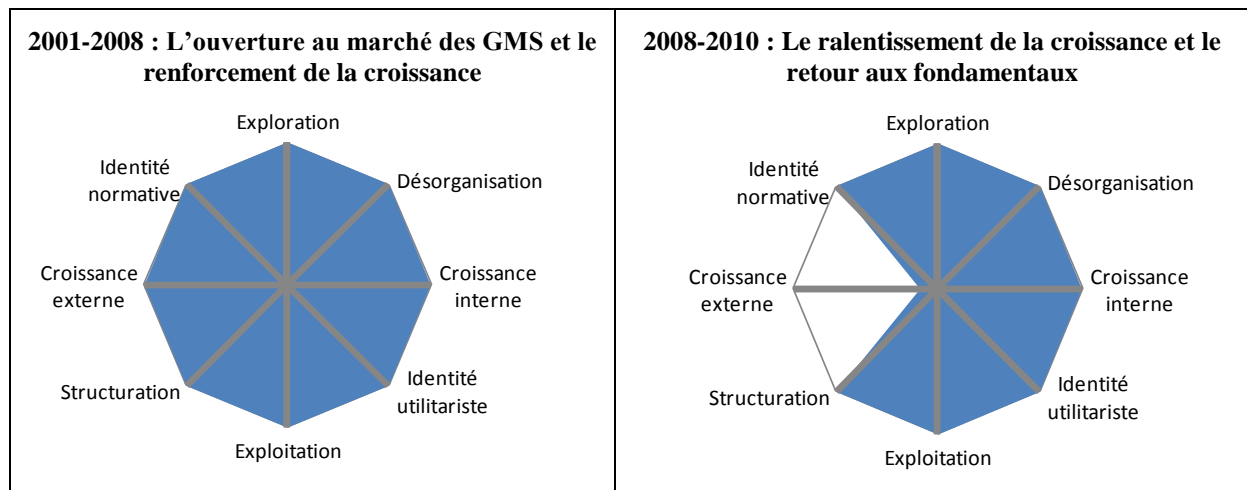 2001-2008 : L'ouverture au marché des GMS et le
renforcement de la croissance
Exploration
Désorganisation
Croissance
interne
Identité
utilitariste
Exploitation
Structuration
Croissance
externe
Identité
normative
2008-2010 : Le ralentissement de la croissance et le
retour aux fondamentaux
Exploration
Désorganisation
Croissance
interne
Identité
utilitariste
Exploitation
Structuration
Croissance
externe
Identité
normative